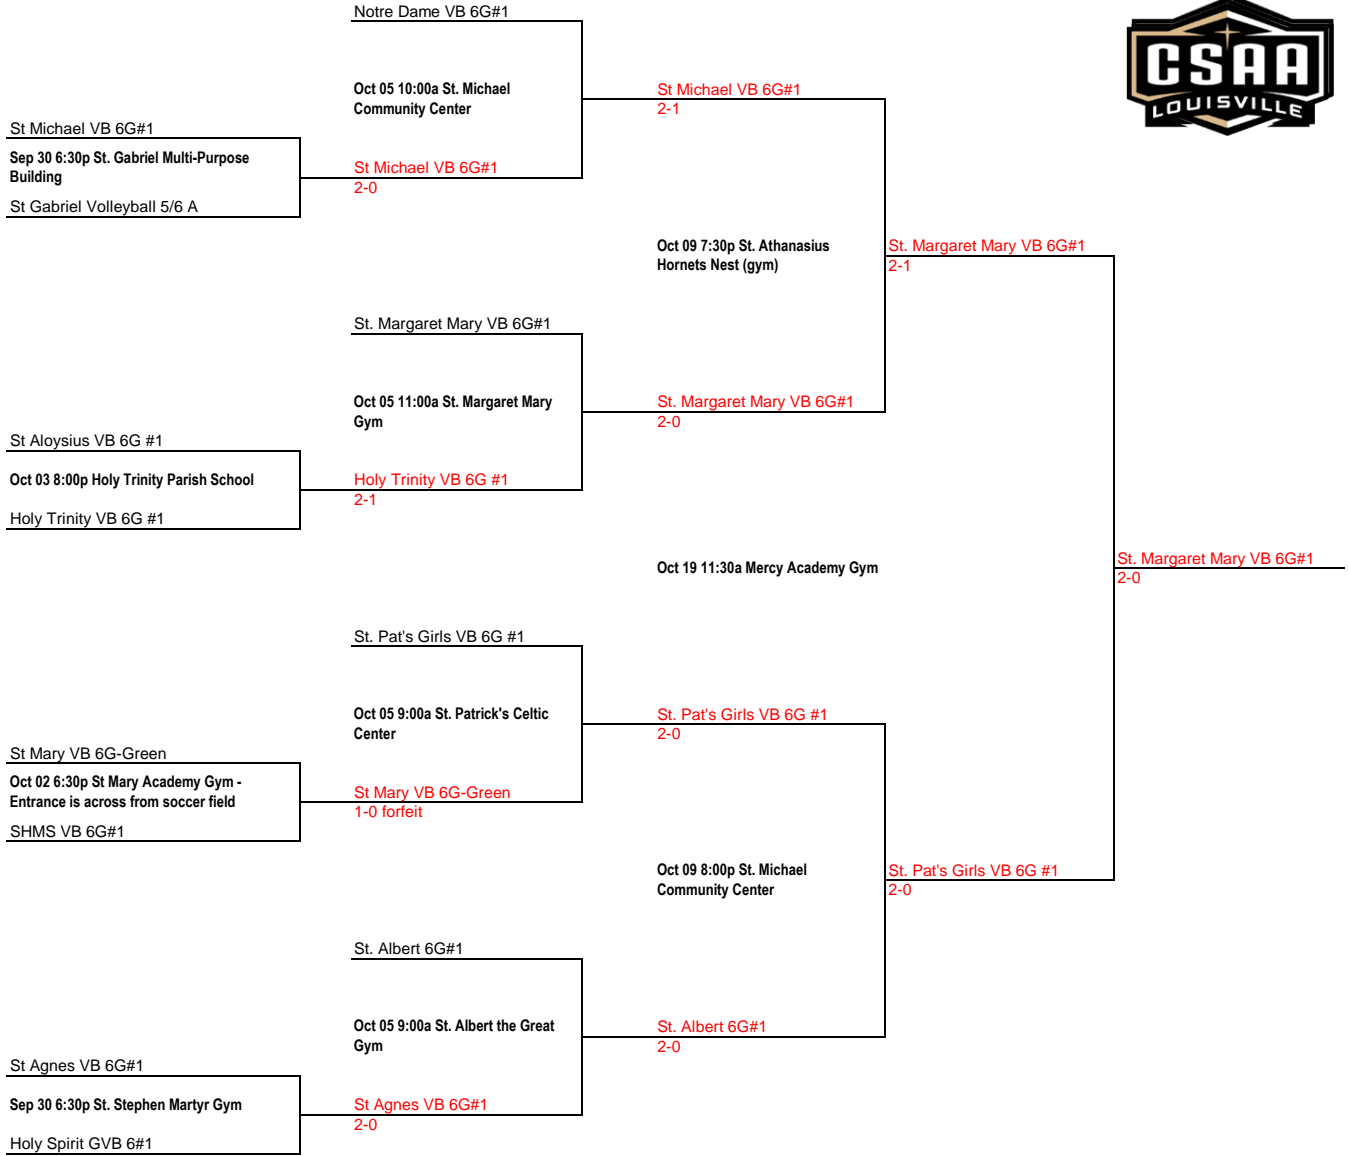 Notre Dame VB 6G#1
CSAA
LOUISVILLE
Oct 05 10:00a St. Michael
Community Center
St Michael VB 6G#1
2-1
St Michael VB 6G#1
Sep 30 6:30p St. Gabriel Multi-Purpose
Building
St Michael VB 6G#1
2-0
St Gabriel Volleyball 5/6 A
Oct 09 7:30p St. Athanasius
Hornets Nest (gym)
St. Margaret Mary VB 6G#1
2-1
St. Margaret Mary VB 6G#1
Oct 05 11:00a St. Margaret Mary
Gym
St. Margaret Mary VB 6G#1
2-0
St Aloysius VB 6G #1
Oct 03 8:00p Holy Trinity Parish School
Holy Trinity VB 6G #1
2-1
Holy Trinity VB 6G #1
Oct 19 11:30a Mercy Academy Gym
St. Margaret Mary VB 6G#1
2-0
St. Pat's Girls VB 6G #1
Oct 05 9:00a St. Patrick's Celtic
Center
St. Pat's Girls VB 6G #1
2-0
St Mary VB 6G-Green
Oct 02 6:30p St Mary Academy Gym -
Entrance is across from soccer field
St Mary VB 6G-Green
1-0 forfeit
SHMS VB 6G#1
Oct 09 8:00p St. Michael
Community Center
St. Pat's Girls VB 6G #1
2-0
St. Albert 6G#1
Oct 05 9:00a St. Albert the Great
Gym
St. Albert 6G#1
2-0
St Agnes VB 6G#1
Sep 30 6:30p St. Stephen Martyr Gym
St Agnes VB 6G#1
2-0
Holy Spirit GVB 6#1